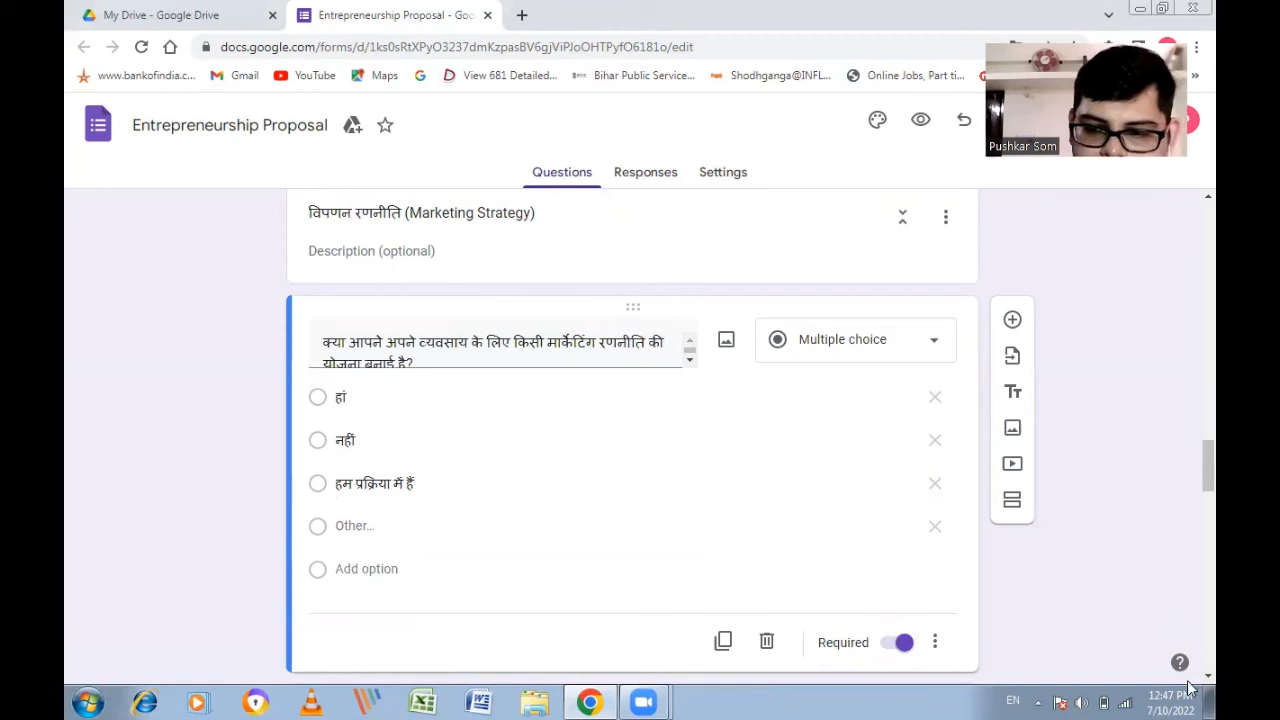 My Drive - Google Drive
Entrepreneurship Proposal - Goo
docs.google.com/forms/d/1ks0sRtXPyO3237dmKzpasBV6gjViPJoOHTPyfO6181o/edit
www.bankofindia.c...
Gmail
YouTube
Maps
View 681 Detailed...
Bihar Public Service...
Shodhganga@INFL...
Online Jobs, Part ti...
Entrepreneurship Proposal
Pushkar Som
Questions
Responses
Settings
विपणन रणनीति (Marketing Strategy)
Description (optional)
क्या आपने अपने व्यवसाय के लिए किसी मार्केटिंग रणनीति की
योजना बनाई है?
Multiple choice
हां
नहीं
हम प्रक्रिया में हैं
Other...
Add option
Required
EN
12:47 PM
7/10/2022